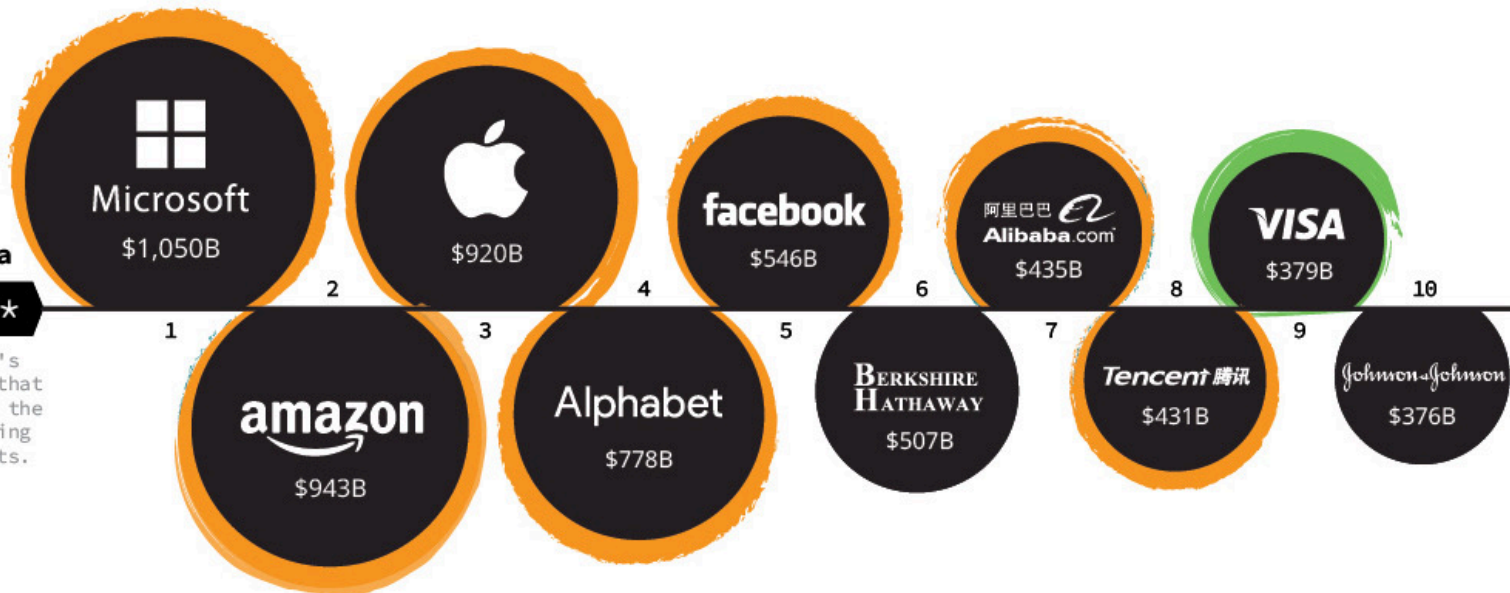 Microsoft
$1,050B
1
2
amazon
$943B
$920B
3
4
Alphabet
$778B
facebook
$546B
5
6
BERKSHIRE
HATHAWAY
$507B
阿里巴巴
Alibaba.com
$435B
7
8
Tencent 腾讯
$431B
VISA
$379B
9
10
Johnson & Johnson
$376B
a
*
's
that
the
ing
ts.